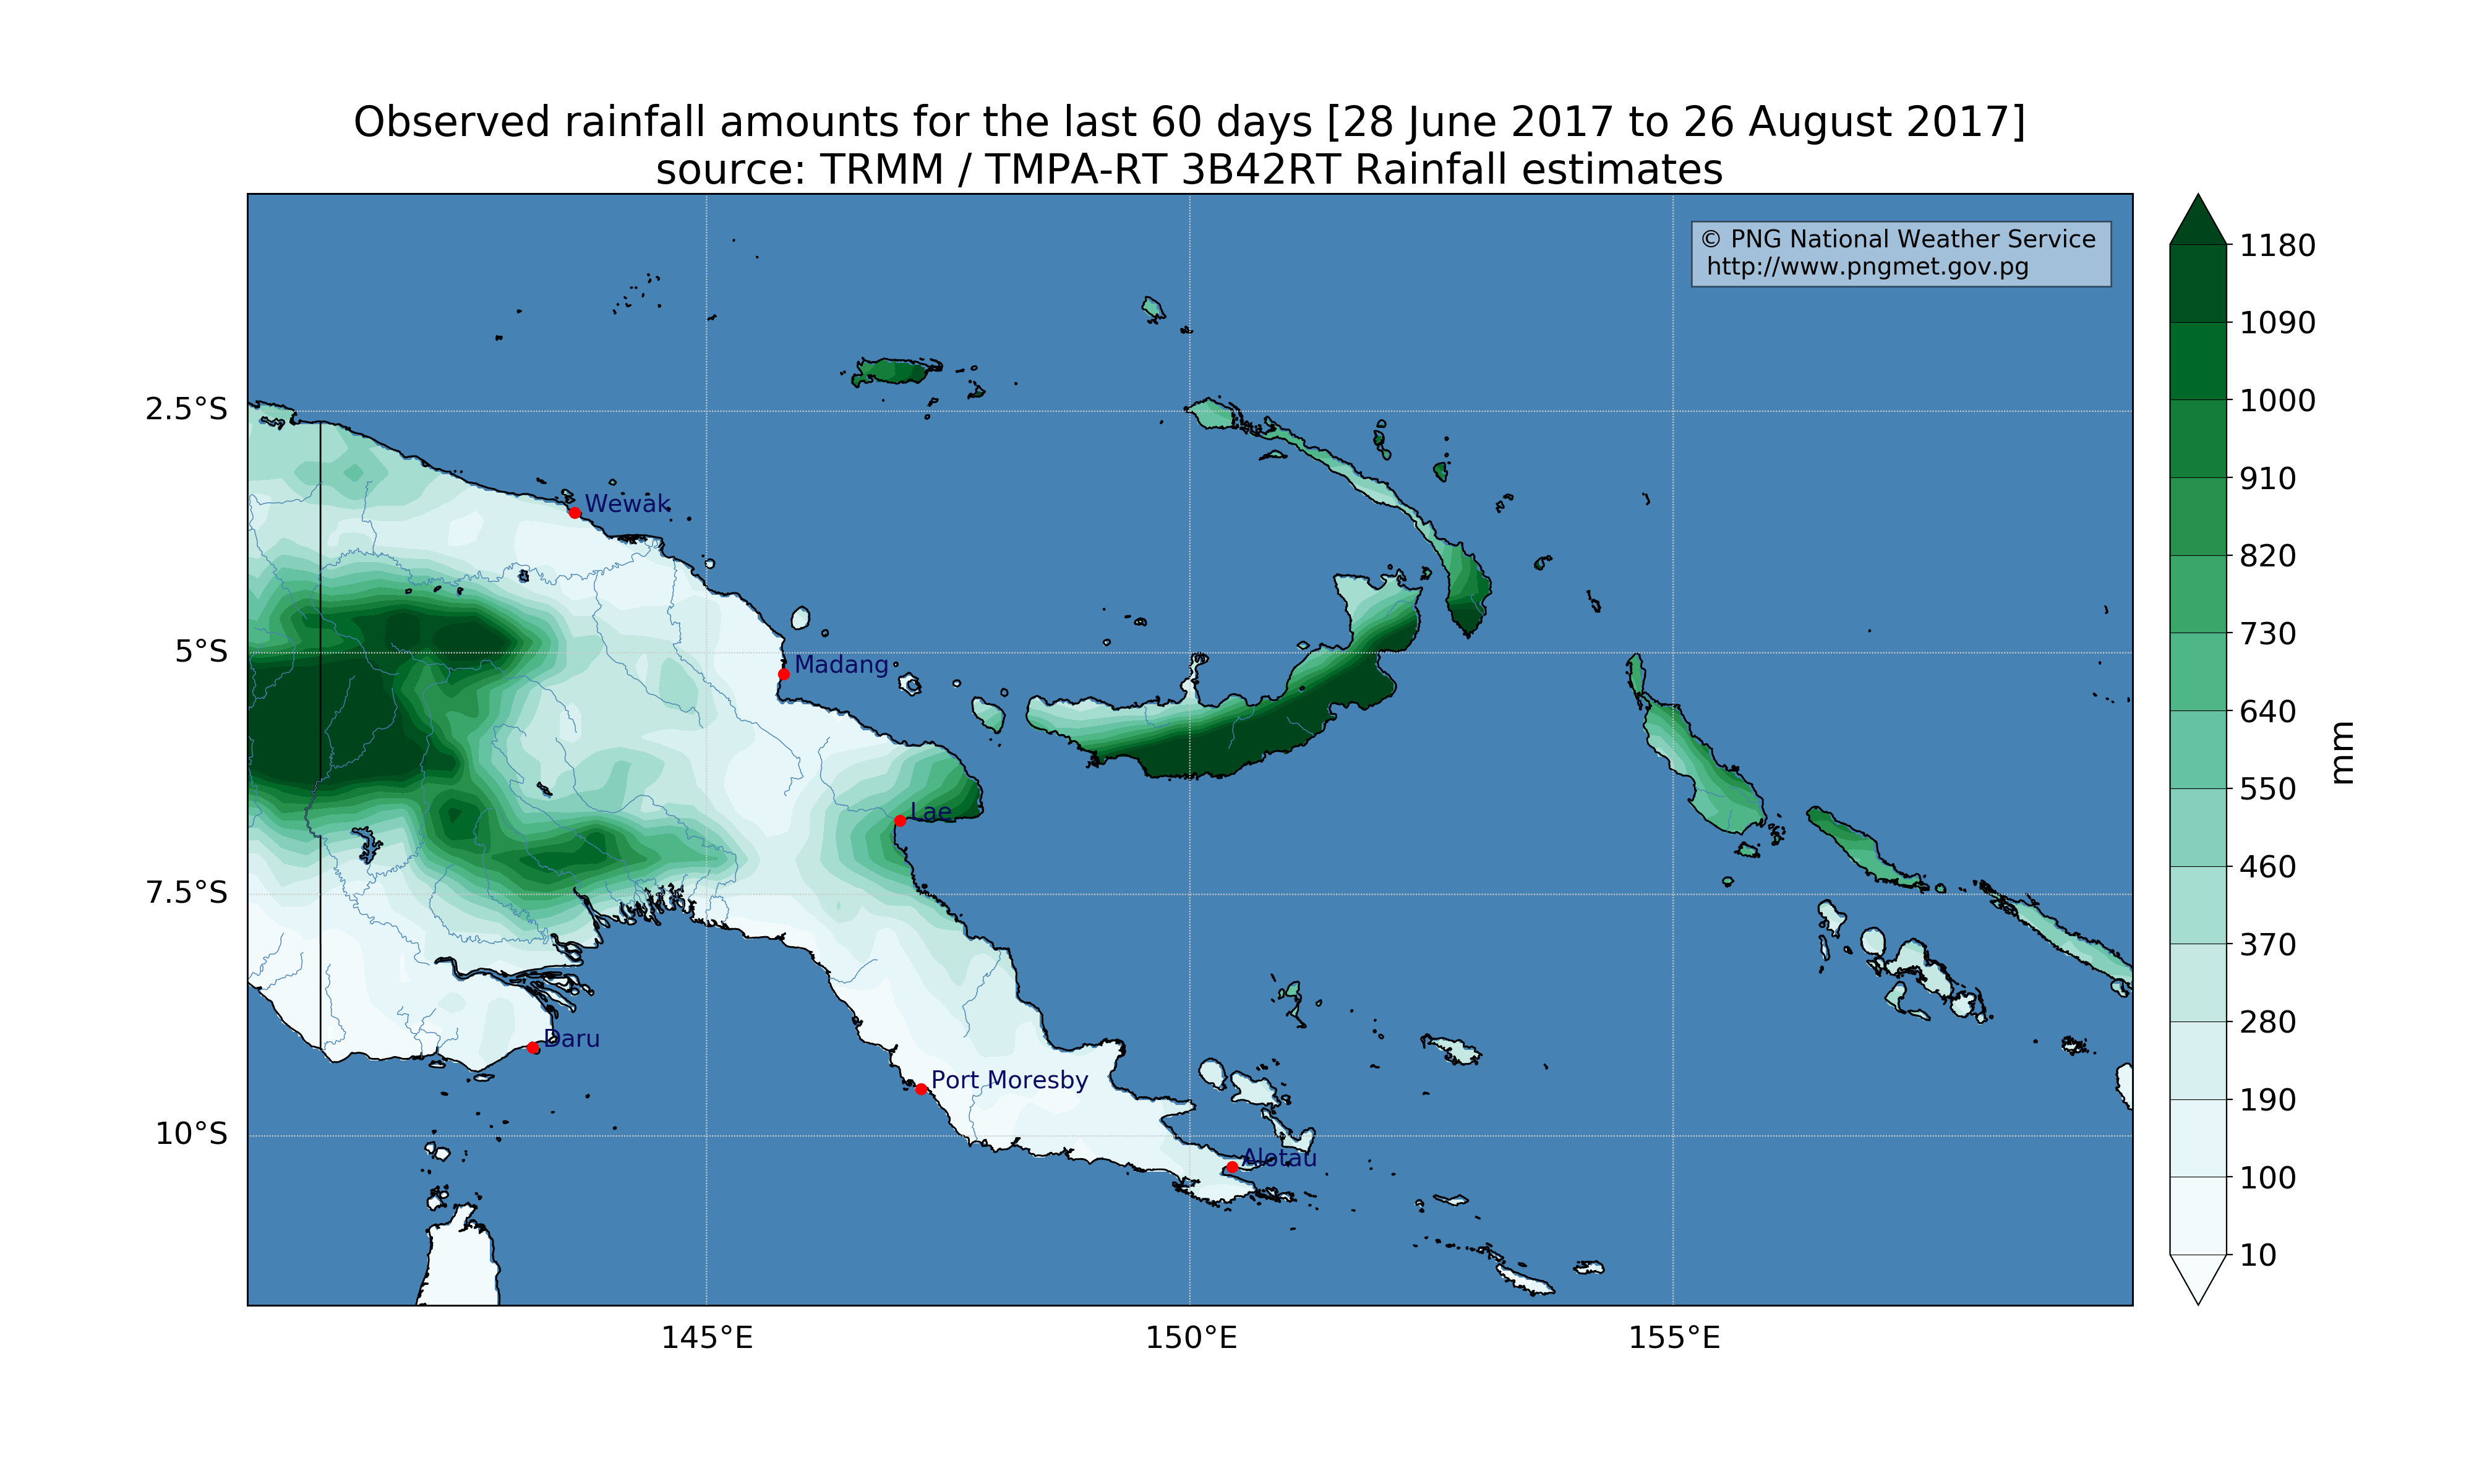 Observed rainfall amounts for the last 60 days [28 June 2017 to 26 August 2017]
source: TRMM / TMPA-RT 3B42RT Rainfall estimates
© PNG National Weather Service
http://www.pngmet.gov.pg
1180
1090
1000
910
820
730
640
550
460
370
280
190
100
10
mm
2.5°S
5°S
7.5°S
10°S
Wewak
Madang
Lae
Daru
Port Moresby
Alotau
145°E
150°E
155°E